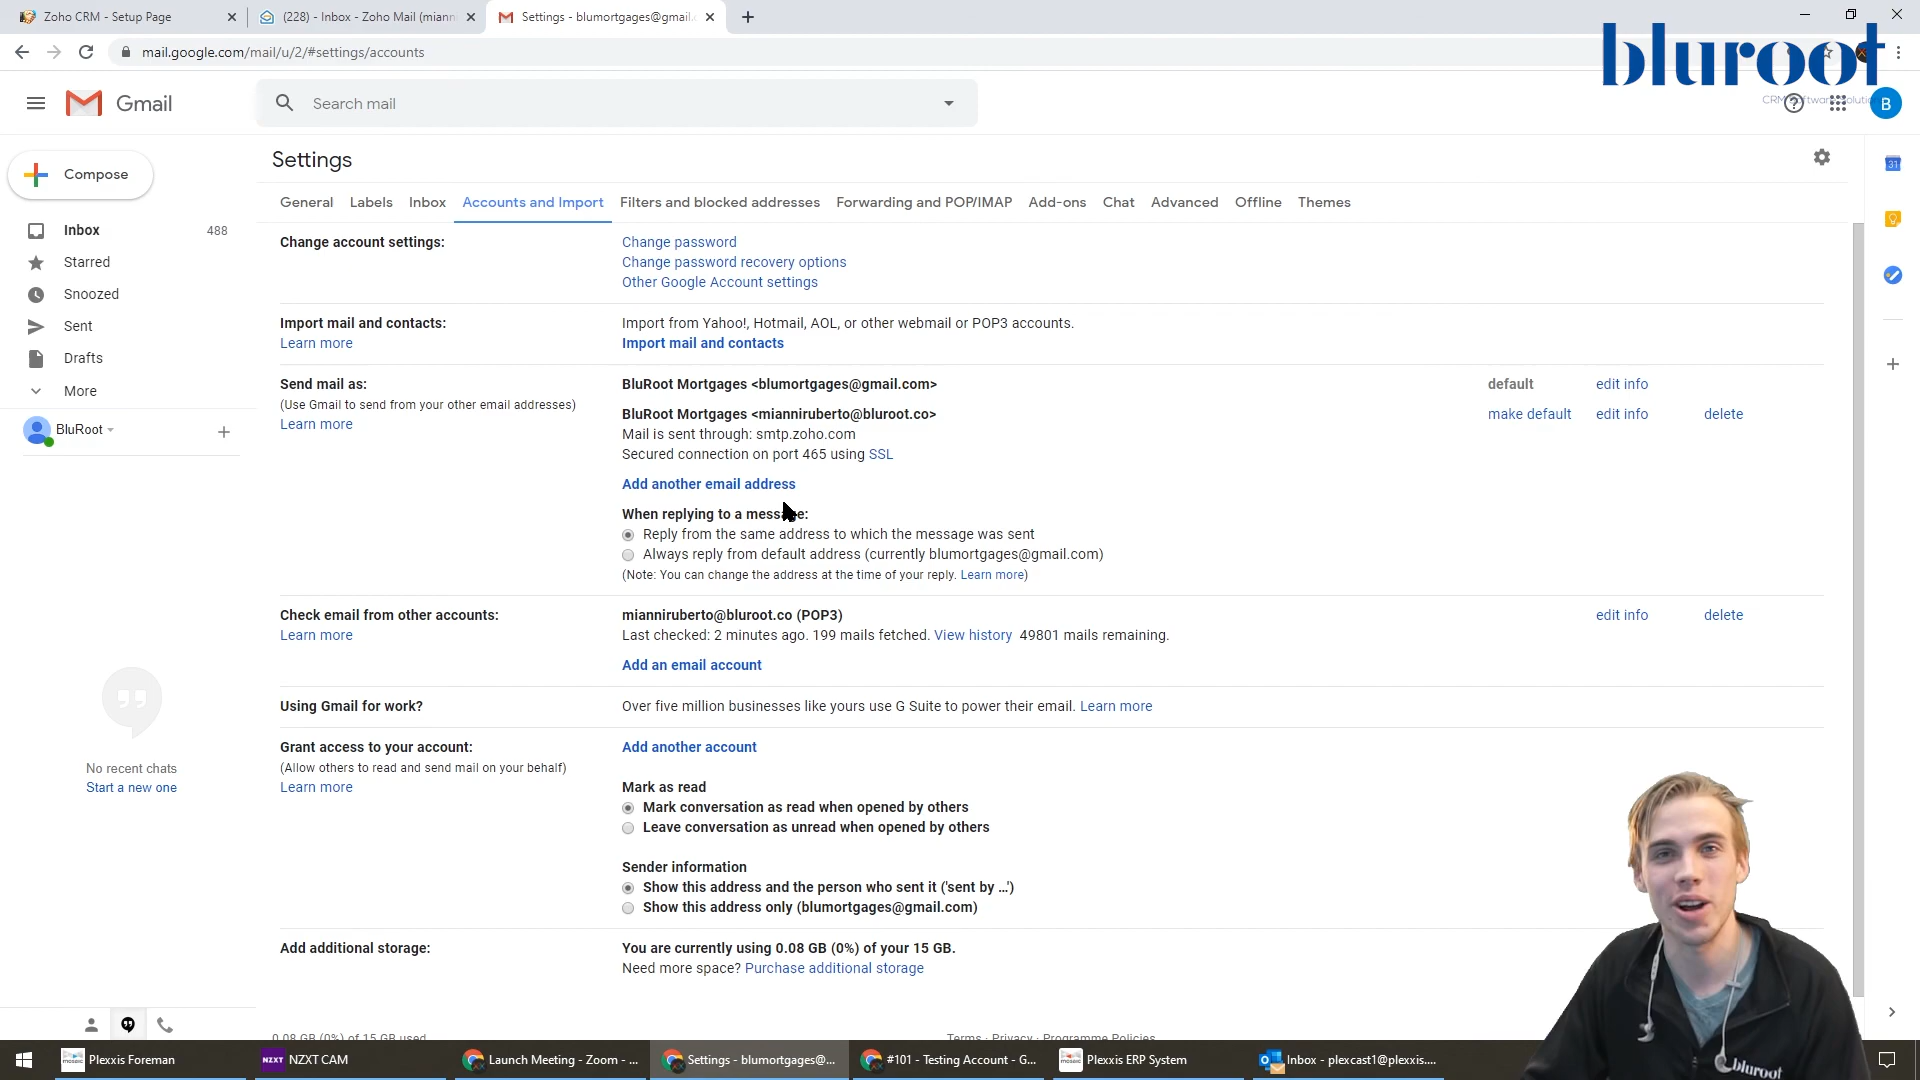 Zoho CRM - Setup Page
(228) - Inbox - Zoho Mail (miann
Settings - blumortgages@gmail.
mail.google.com/mail/u/2/#settings/accounts
bluroot
Gmail
Search mail
B
Settings
Compose
General Labels Inbox Accounts and Import Filters and blocked addresses Forwarding and POP/IMAP Add-ons Chat Advanced Offline Themes
Inbox 488
Starred
Snoozed
Sent
Drafts
More
BluRoot
No recent chats
Start a new one
Change account settings: Change password
Change password recovery options
Other Google Account settings
Import mail and contacts: Import from Yahoo!, Hotmail, AOL, or other webmail or POP3 accounts.
Learn more Import mail and contacts
Send mail as: BluRoot Mortgages <blumortgages@gmail.com> default edit info
(Use Gmail to send from your other email addresses)
Learn more
BluRoot Mortgages <mianniruberto@bluroot.co> make default edit info delete
Mail is sent through: smtp.zoho.com
Secured connection on port 465 using SSL
Add another email address
When replying to a message:
Reply from the same address to which the message was sent
Always reply from default address (currently blumortgages@gmail.com)
(Note: You can change the address at the time of your reply. Learn more)
Check email from other accounts: mianniruberto@bluroot.co (POP3) edit info delete
Learn more Last checked: 2 minutes ago. 199 mails fetched. View history 49801 mails remaining.
Add an email account
Using Gmail for work? Over five million businesses like yours use G Suite to power their email. Learn more
Grant access to your account: Add another account
(Allow others to read and send mail on your behalf)
Learn more
Mark as read
Mark conversation as read when opened by others
Leave conversation as unread when opened by others
Sender information
Show this address and the person who sent it ('sent by ...')
Show this address only (blumortgages@gmail.com)
Add additional storage: You are currently using 0.08 GB (0%) of your 15 GB.
Need more space? Purchase additional storage
0.08 GB (0%) of 15 GB used
Terms · Privacy · Programme Policies
Plexxis Foreman
NZXT NZXT CAM
Launch Meeting - Zoom - ...
Settings - blumortgages@...
#101 - Testing Account - G...
Plexxis ERP System
Inbox - plexcast1@plexxis....
bluroot